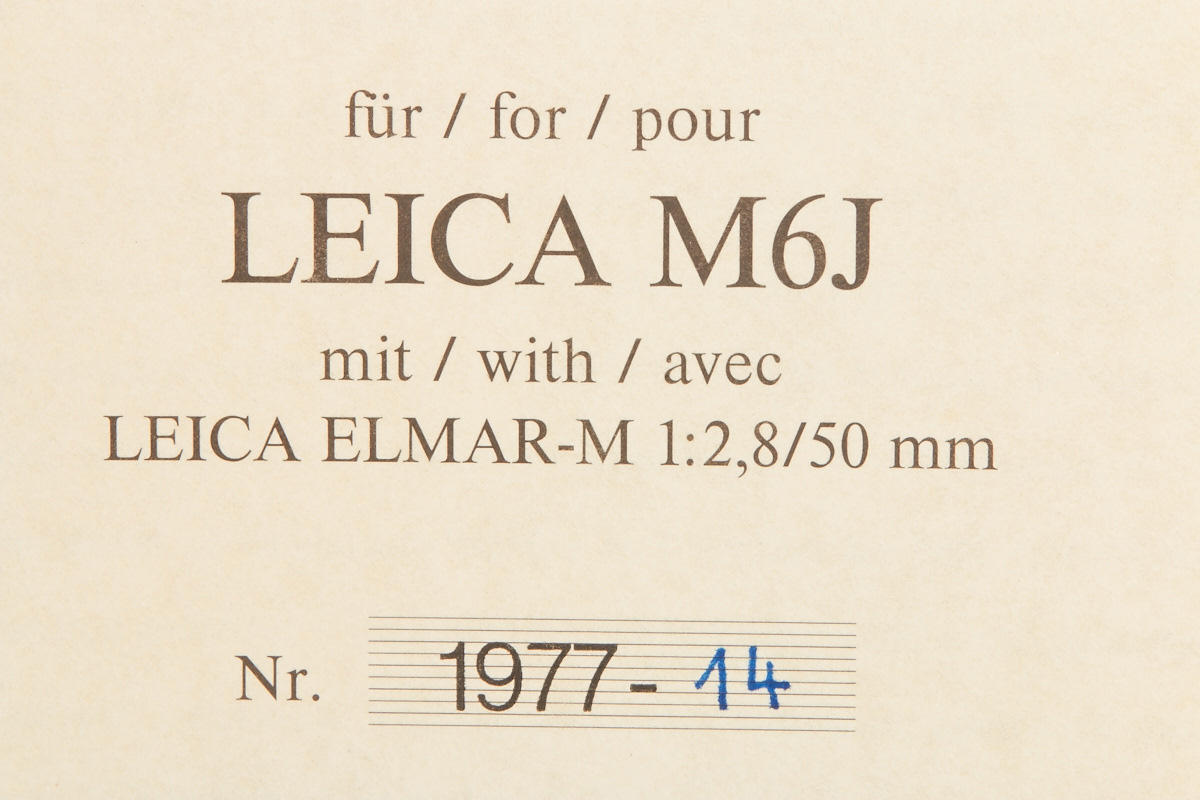 für / for / pour
LEICA M6J
mit / with / avec
LEICA ELMAR-M 1:2,8/50 mm
Nr. 1977- 14